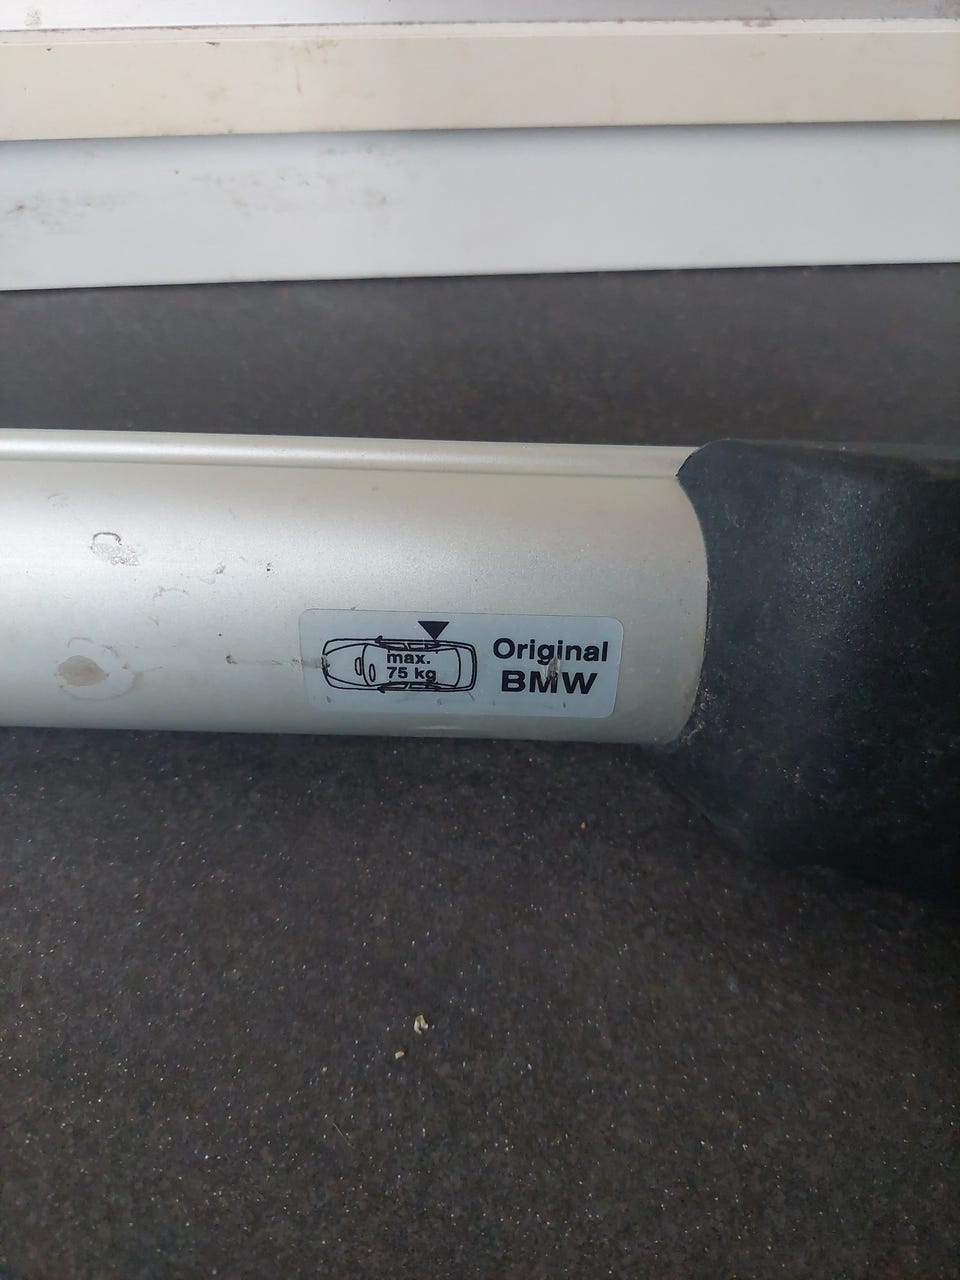 max.
75 kg
Original
BMW